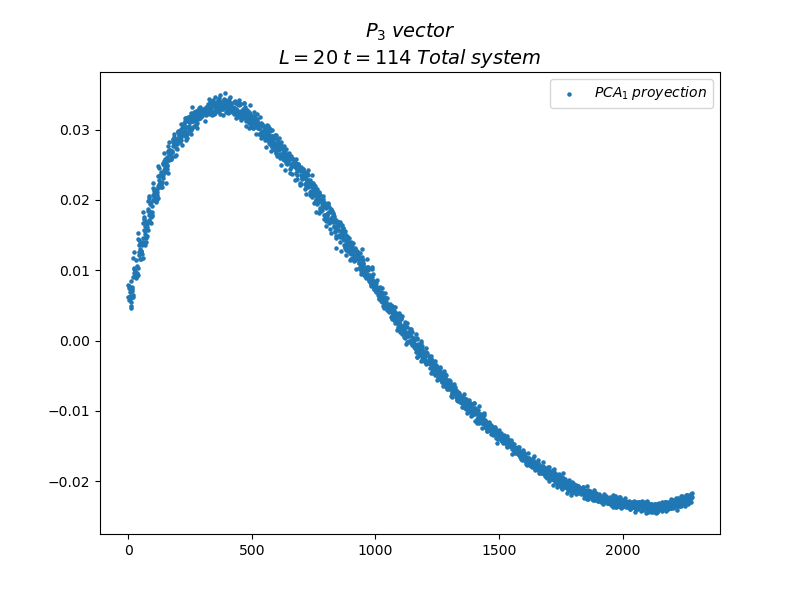 P₃ vector
L = 20 t = 114 Total system
PCA₁ proyection
0.03
0.02
0.01
0.00
−0.01
−0.02
0 500 1000 1500 2000